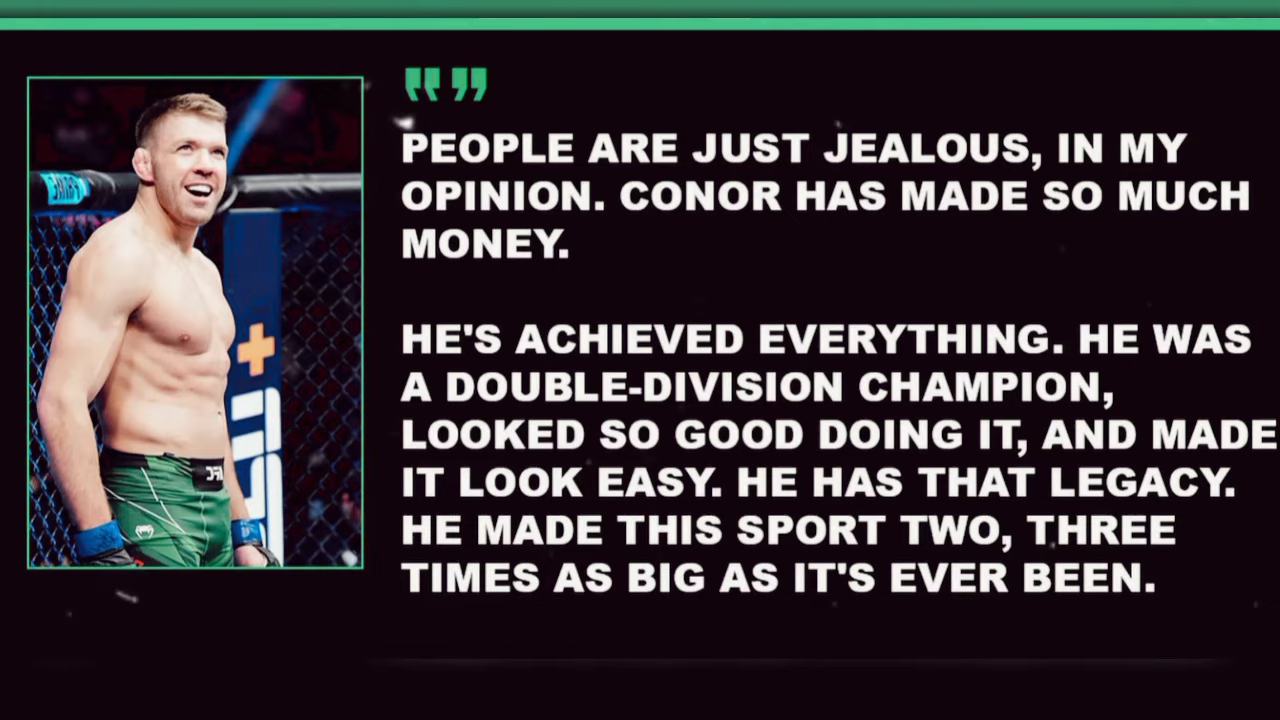 PEOPLE ARE JUST JEALOUS, IN MY
OPINION. CONOR HAS MADE SO MUCH
MONEY.
HE'S ACHIEVED EVERYTHING. HE WAS
A DOUBLE-DIVISION CHAMPION,
LOOKED SO GOOD DOING IT, AND MADE
IT LOOK EASY. HE HAS THAT LEGACY.
HE MADE THIS SPORT TWO, THREE
TIMES AS BIG AS IT'S EVER BEEN.